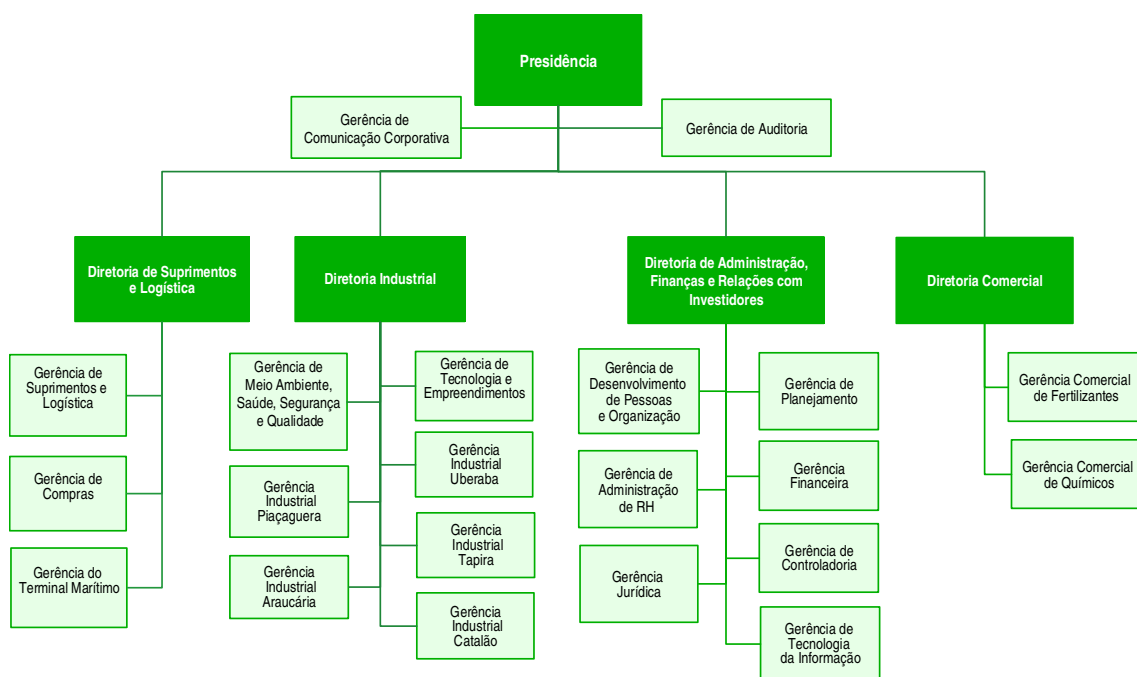 Presidência
Gerência de
Comunicação Corporativa
Gerência de Auditoria
Diretoria de Suprimentos
e Logística
Diretoria Industrial
Diretoria de Administração,
Finanças e Relações com
Investidores
Diretoria Comercial
Gerência de
Suprimentos e
Logística
Gerência de
Compras
Gerência do
Terminal Marítimo
Gerência de
Meio Ambiente,
Saúde, Segurança
e Qualidade
Gerência
Industrial
Piaçaguera
Gerência
Industrial
Araucária
Gerência de
Tecnologia e
Empreendimentos
Gerência
Industrial
Uberaba
Gerência
Industrial
Tapira
Gerência
Industrial
Catalão
Gerência de
Desenvolvimento
de Pessoas
e Organização
Gerência de
Administração
de RH
Gerência
Jurídica
Gerência de
Planejamento
Gerência
Financeira
Gerência de
Controladoria
Gerência de
Tecnologia
da Informação
Gerência Comercial
de Fertilizantes
Gerência Comercial
de Químicos